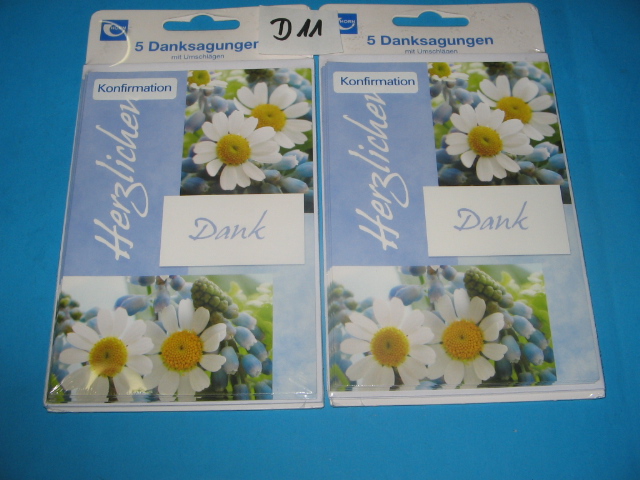 D 11
5 Danksagungen
mit Umschlägen
Konfirmation
Herzlichen
Dank
5 Danksagungen
mit Umschlägen
Konfirmation
Herzlichen
Dank